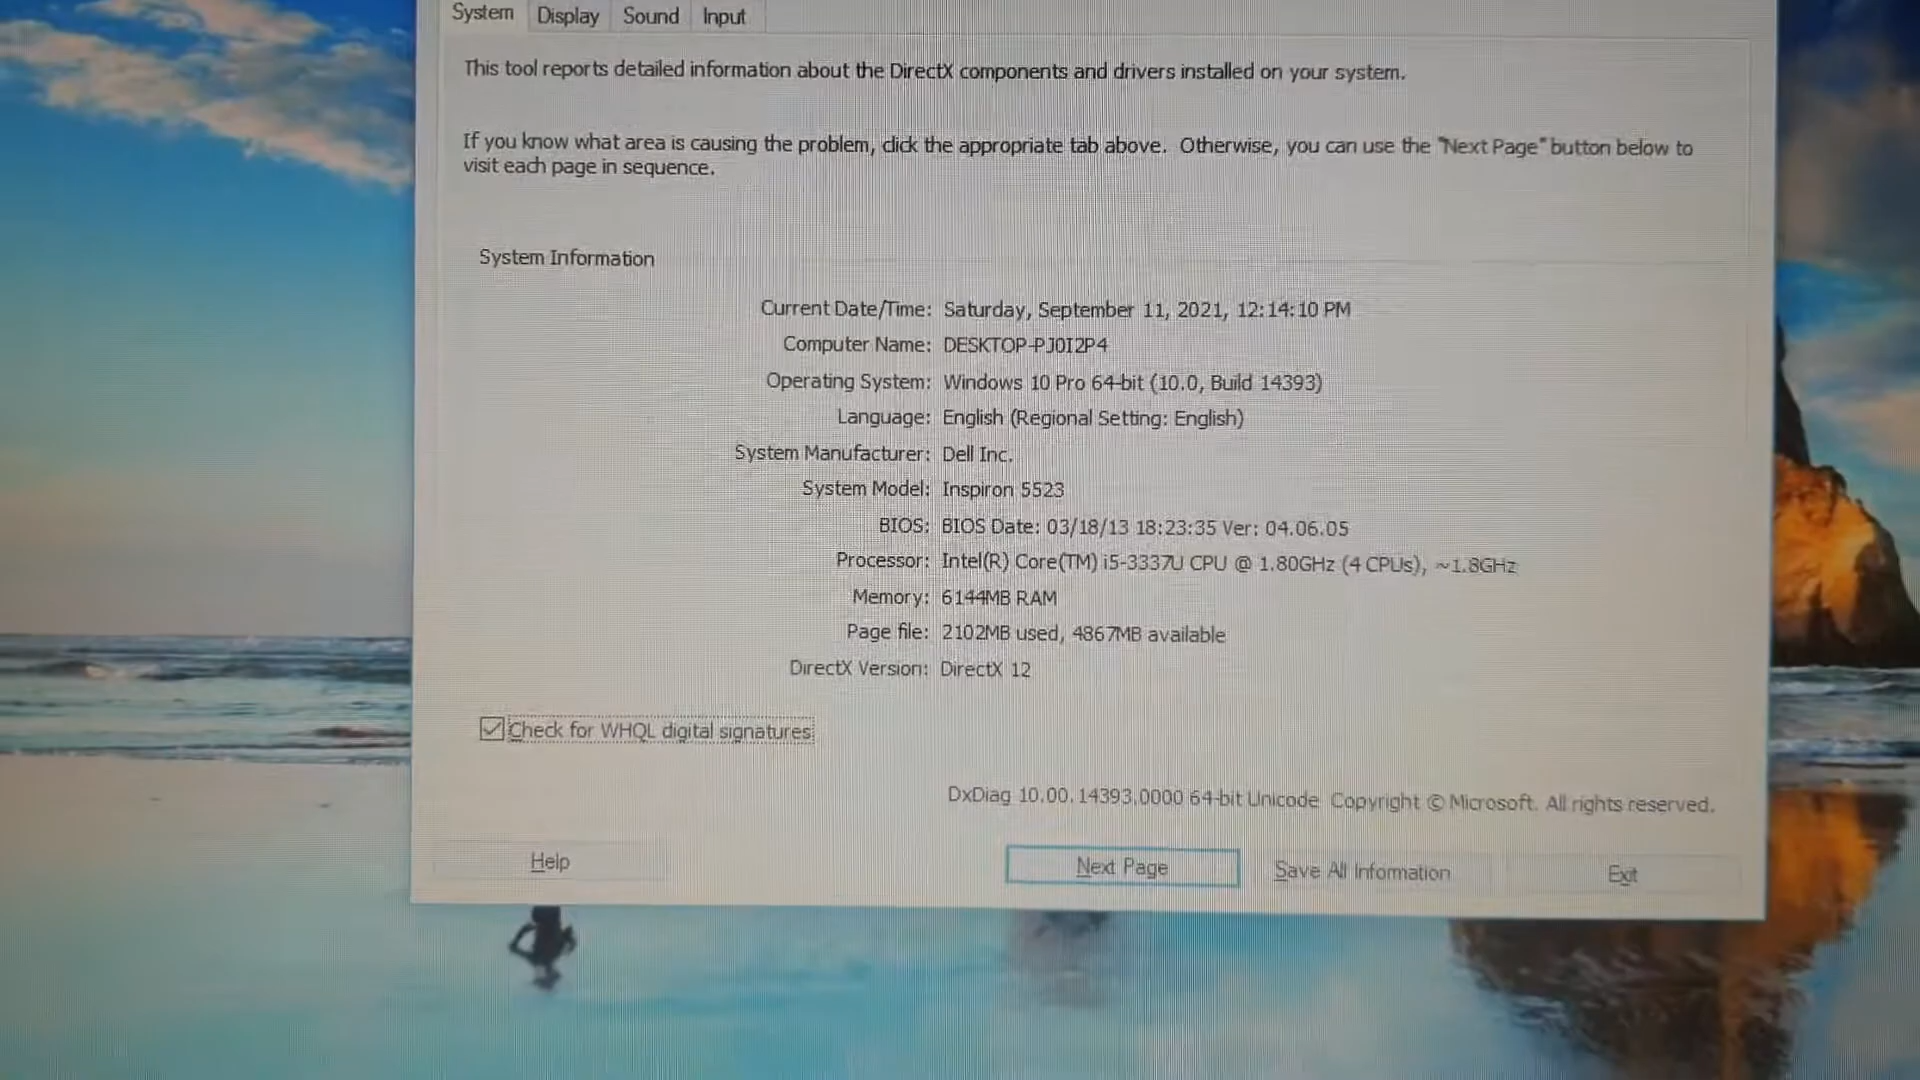 System Display Sound Input
This tool reports detailed information about the DirectX components and drivers installed on your system.
If you know what area is causing the problem, click the appropriate tab above. Otherwise, you can use the "Next Page" button below to
visit each page in sequence.
System Information
Current Date/Time: Saturday, September 11, 2021, 12:14:10 PM
Computer Name: DESKTOP-PJ0I2P4
Operating System: Windows 10 Pro 64-bit (10.0, Build 14393)
Language: English (Regional Setting: English)
System Manufacturer: Dell Inc.
System Model: Inspiron 5523
BIOS: BIOS Date: 03/18/13 18:23:35 Ver: 04.06.05
Processor: Intel(R) Core(TM) i5-3337U CPU @ 1.80GHz (4 CPUs), ~1.8GHz
Memory: 6144MB RAM
Page file: 2102MB used, 4867MB available
DirectX Version: DirectX 12
Check for WHQL digital signatures
DxDiag 10.00.14393.0000 64-bit Unicode Copyright © Microsoft. All rights reserved.
Help Next Page Save All Information Exit